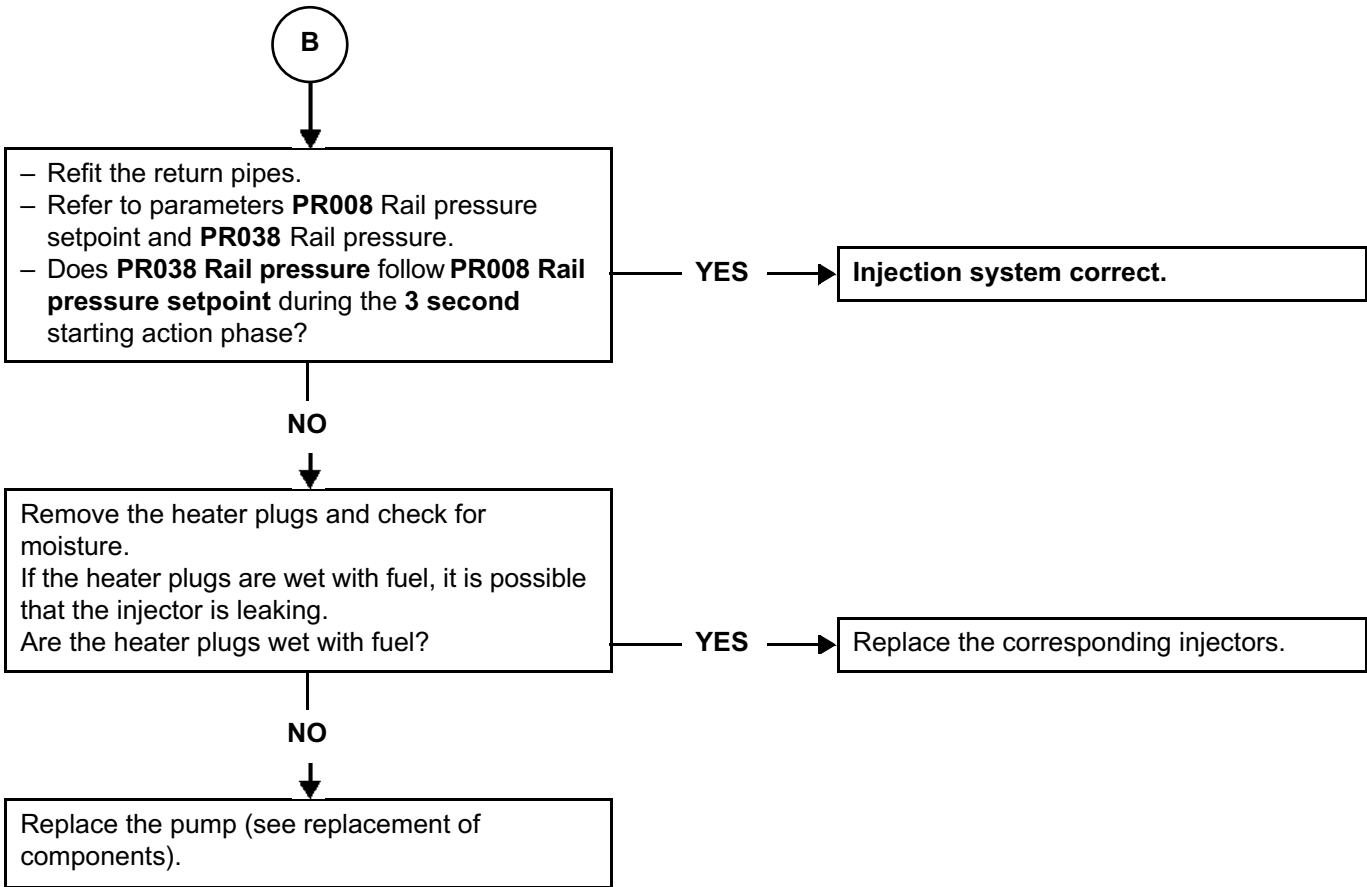 B
– Refit the return pipes.
– Refer to parameters PR008 Rail pressure
setpoint and PR038 Rail pressure.
– Does PR038 Rail pressure follow PR008 Rail
pressure setpoint during the 3 second
starting action phase?
YES
Injection system correct.
NO
Remove the heater plugs and check for
moisture.
If the heater plugs are wet with fuel, it is possible
that the injector is leaking.
Are the heater plugs wet with fuel?
YES
Replace the corresponding injectors.
NO
Replace the pump (see replacement of
components).